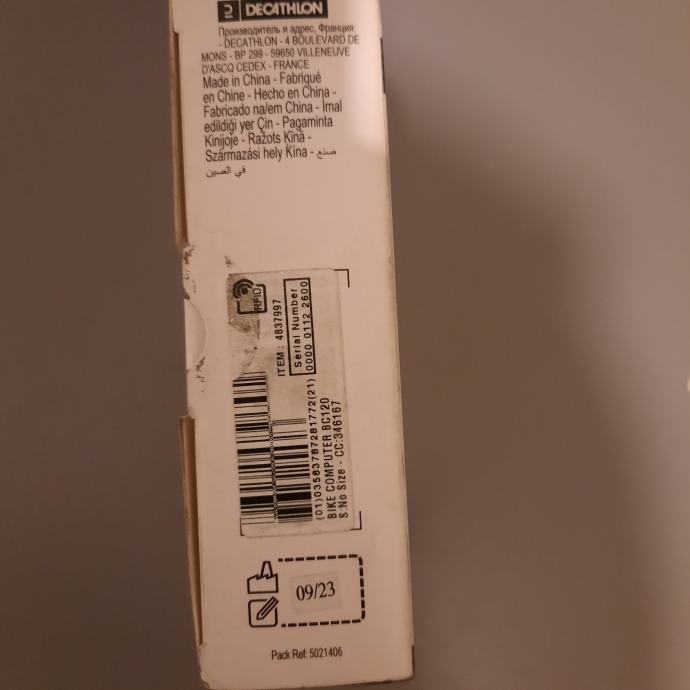 DECATHLON
Производитель и адрес, Франция:
- DECATHLON - 4 BOULEVARD DE
MONS - BP 299 - 59650 VILLENEUVE
D'ASCQ CEDEX - FRANCE
Made in China - Fabriqué
en Chine - Hecho en China -
Fabricado na/em China - İmal
edildiği yer Çin - Pagaminta
Kinijoje - Ražots Ķīnā -
Származási hely Kína - صنع
في الصين
RFID
ITEM : 4837997
Serial Number
0000 0112 2600
(01)03583787281772(21)
BIKE COMPUTER BC120
S:No Size - CC:346167
09/23
Pack Ref: 5021406